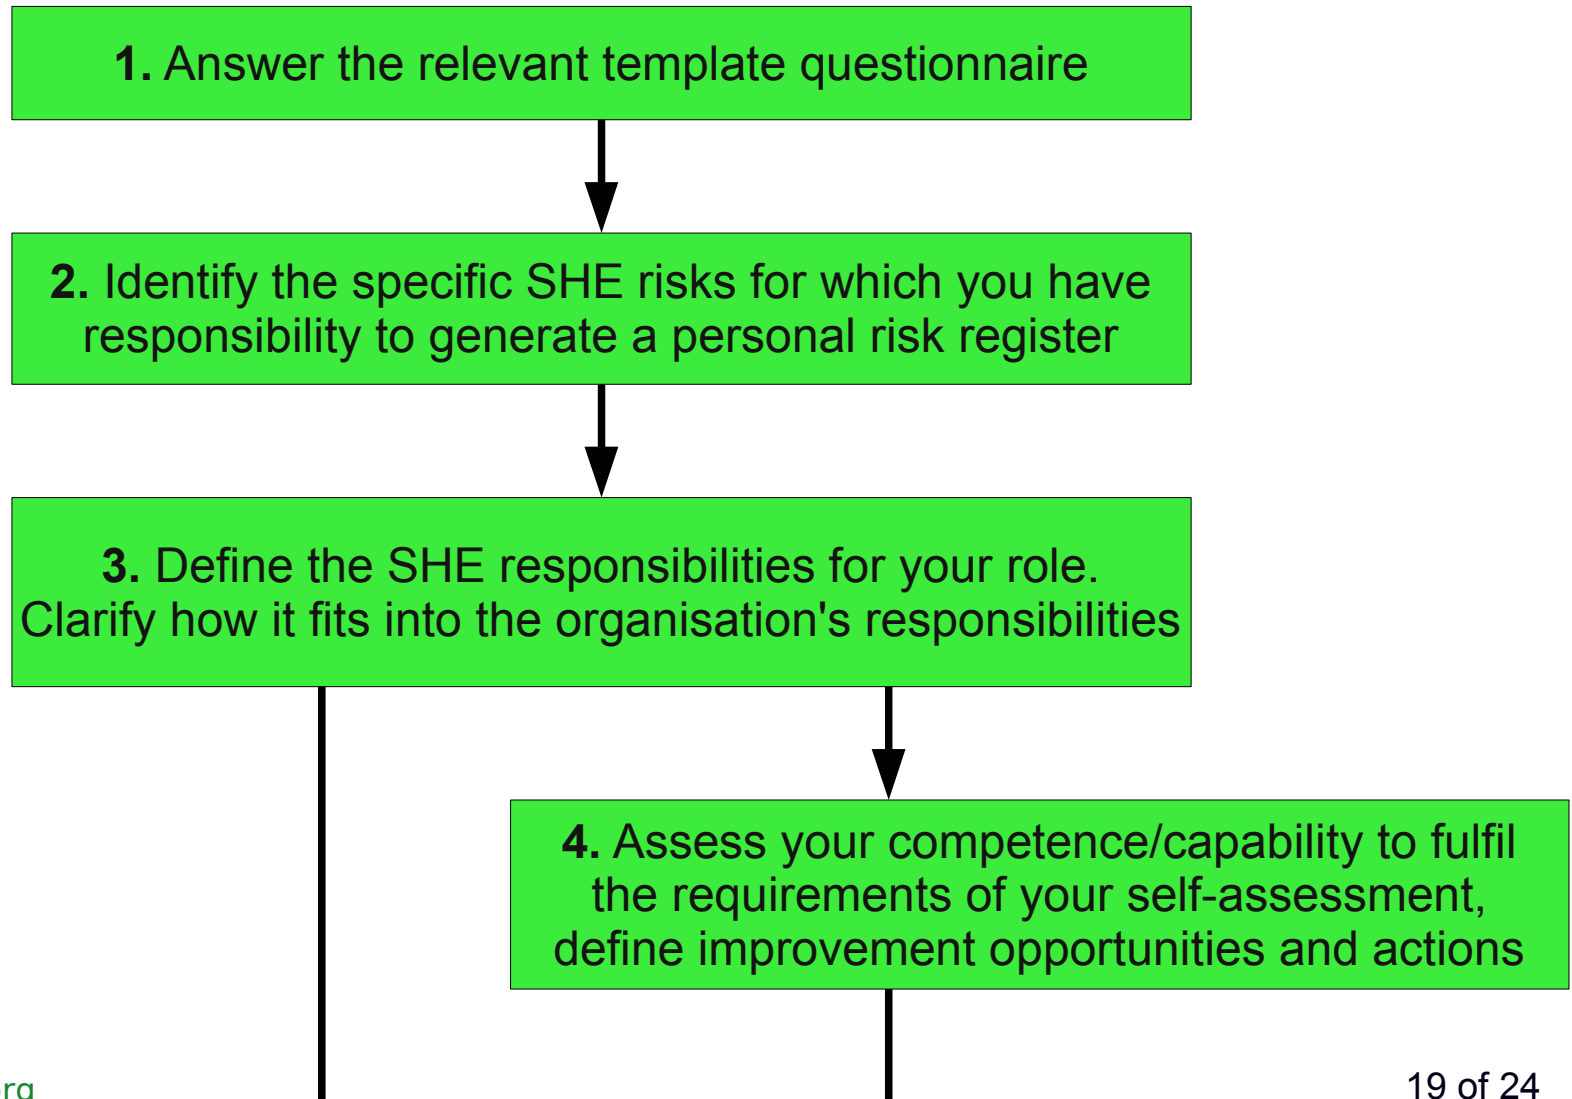 1. Answer the relevant template questionnaire
2. Identify the specific SHE risks for which you have
responsibility to generate a personal risk register
3. Define the SHE responsibilities for your role.
Clarify how it fits into the organisation's responsibilities
4. Assess your competence/capability to fulfil
the requirements of your self-assessment,
define improvement opportunities and actions
19 of 24